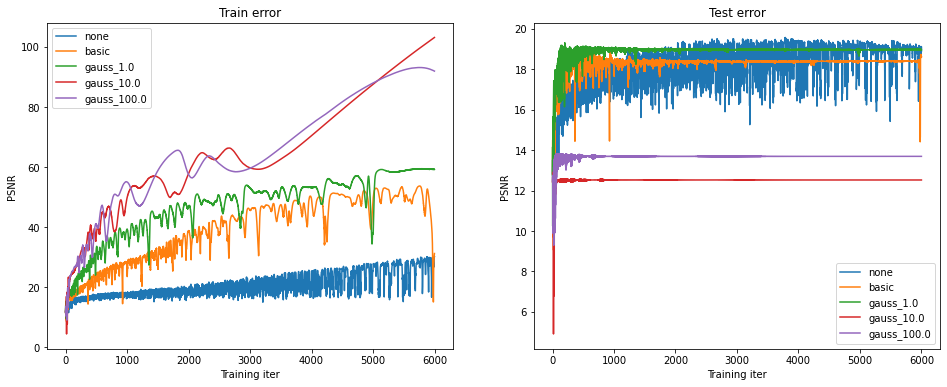 Train error
PSNR
100
80
60
40
20
0
none
basic
gauss_1.0
gauss_10.0
gauss_100.0
0 1000 2000 3000 4000 5000 6000
Training iter
Test error
PSNR
20
18
16
14
12
10
8
6
none
basic
gauss_1.0
gauss_10.0
gauss_100.0
0 1000 2000 3000 4000 5000 6000
Training iter